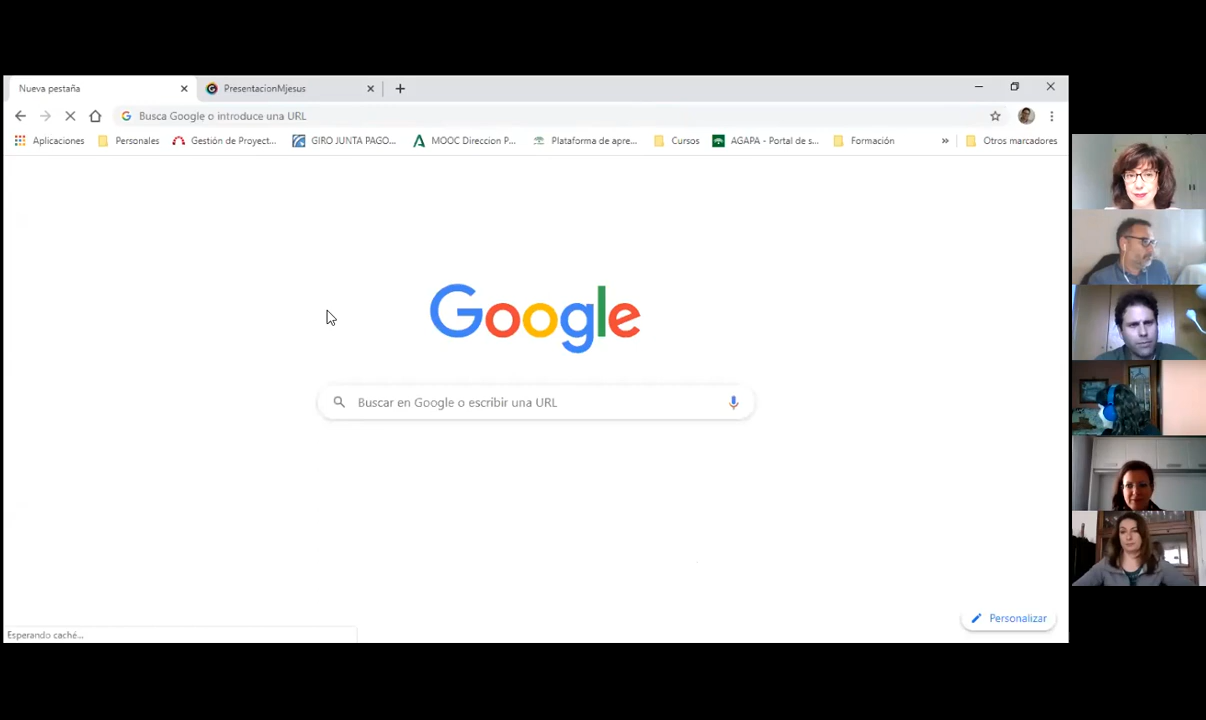 Nueva pestaña
PresentacionMjesus
Busca Google o introduce una URL
Aplicaciones Personales Gestión de Proyect... GIRO JUNTA PAGO... MOOC Direccion P... Plataforma de apre... Cursos AGAPA - Portal de s... Formación » Otros marcadores
Google
Buscar en Google o escribir una URL
Personalizar
Esperando caché...